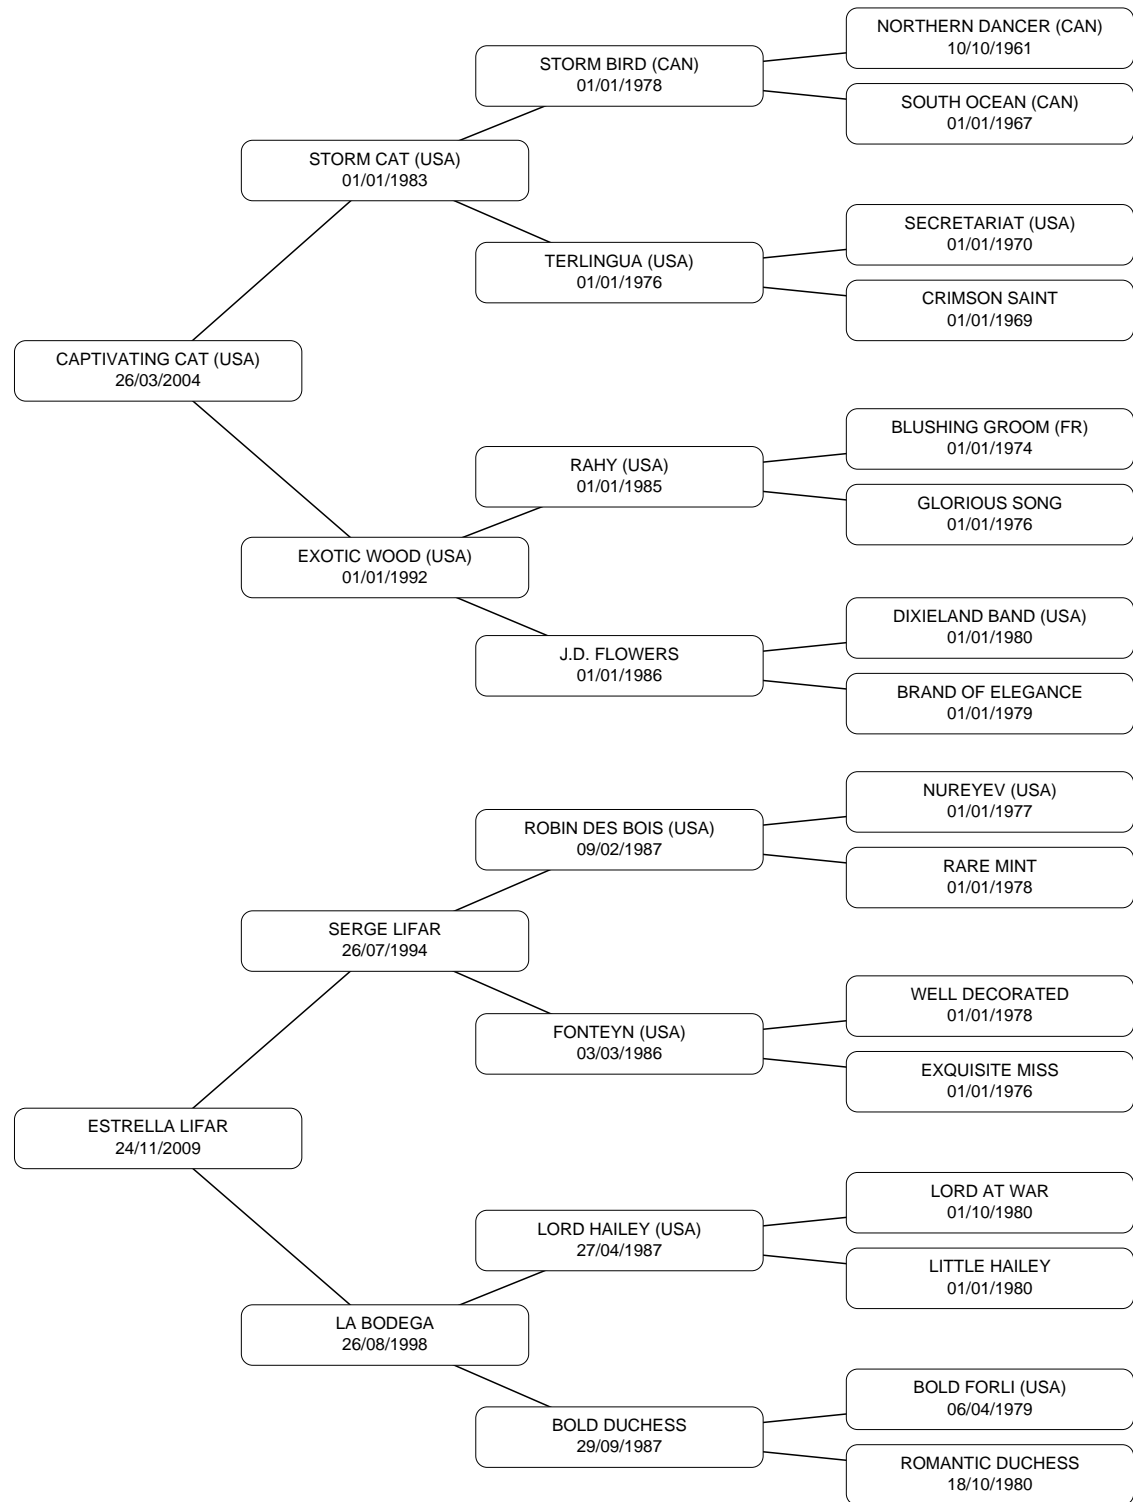 NORTHERN DANCER (CAN)
10/10/1961
STORM BIRD (CAN)
01/01/1978
SOUTH OCEAN (CAN)
01/01/1967
STORM CAT (USA)
01/01/1983
SECRETARIAT (USA)
01/01/1970
TERLINGUA (USA)
01/01/1976
CRIMSON SAINT
01/01/1969
CAPTIVATING CAT (USA)
26/03/2004
BLUSHING GROOM (FR)
01/01/1974
RAHY (USA)
01/01/1985
GLORIOUS SONG
01/01/1976
EXOTIC WOOD (USA)
01/01/1992
DIXIELAND BAND (USA)
01/01/1980
J.D. FLOWERS
01/01/1986
BRAND OF ELEGANCE
01/01/1979
NUREYEV (USA)
01/01/1977
ROBIN DES BOIS (USA)
09/02/1987
RARE MINT
01/01/1978
SERGE LIFAR
26/07/1994
WELL DECORATED
01/01/1978
FONTEYN (USA)
03/03/1986
EXQUISITE MISS
01/01/1976
ESTRELLA LIFAR
24/11/2009
LORD AT WAR
01/10/1980
LORD HAILEY (USA)
27/04/1987
LITTLE HAILEY
01/01/1980
LA BODEGA
26/08/1998
BOLD FORLI (USA)
06/04/1979
BOLD DUCHESS
29/09/1987
ROMANTIC DUCHESS
18/10/1980